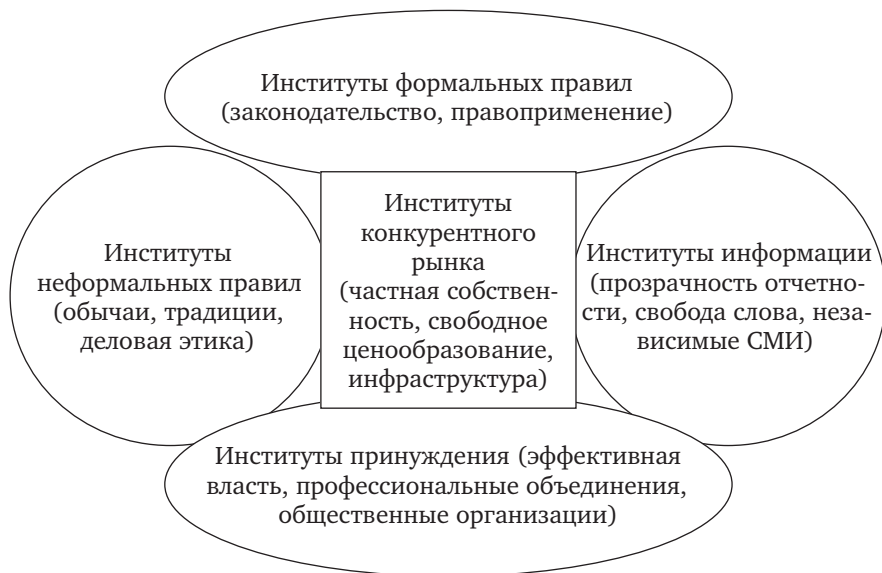 Институты формальных правил
(законодательство, правоприменение)
Институты
неформальных правил
(обычаи, традиции,
деловая этика)
Институты
конкурентного
рынка
(частная собствен-
ность, свободное
ценообразование,
инфраструктура)
Институты информации
(прозрачность отчетно-
сти, свобода слова, неза-
висимые СМИ)
Институты принуждения (эффективная
власть, профессиональные объединения,
общественные организации)